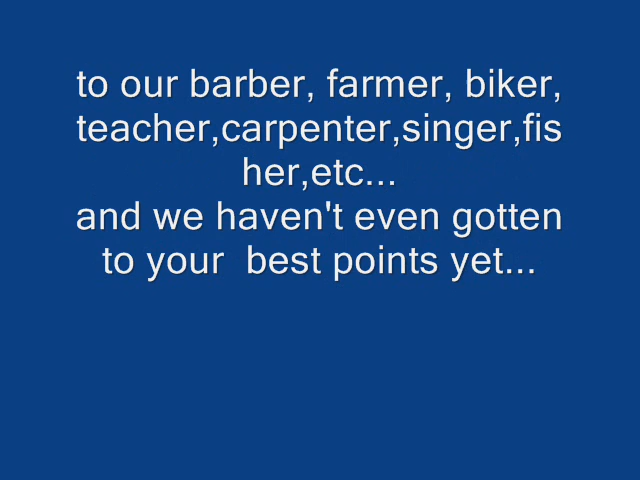 to our barber, farmer, biker,
teacher,carpenter,singer,fis
her,etc...
and we haven't even gotten
to your  best points yet...